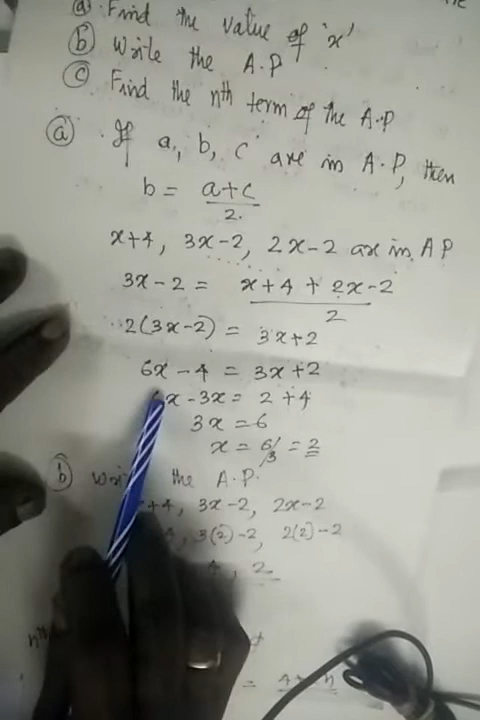 (a) Find the value of 'x'
(b) Write the A.P
(c) Find the nth term of the A.P
(a) If a, b, c are in A.P, then
b = a+c/2.
x+4, 3x-2, 2x-2 are in AP
3x-2 = x+4+2x-2/2
2(3x-2) = 3x+2
6x-4 = 3x+2
x-3x = 2+4
3x = 6
x = 6/3 = 2
(b) the A.P.
+4, 3x-2, 2x-2
, 3(2)-2, 2(2)-2
4, 2